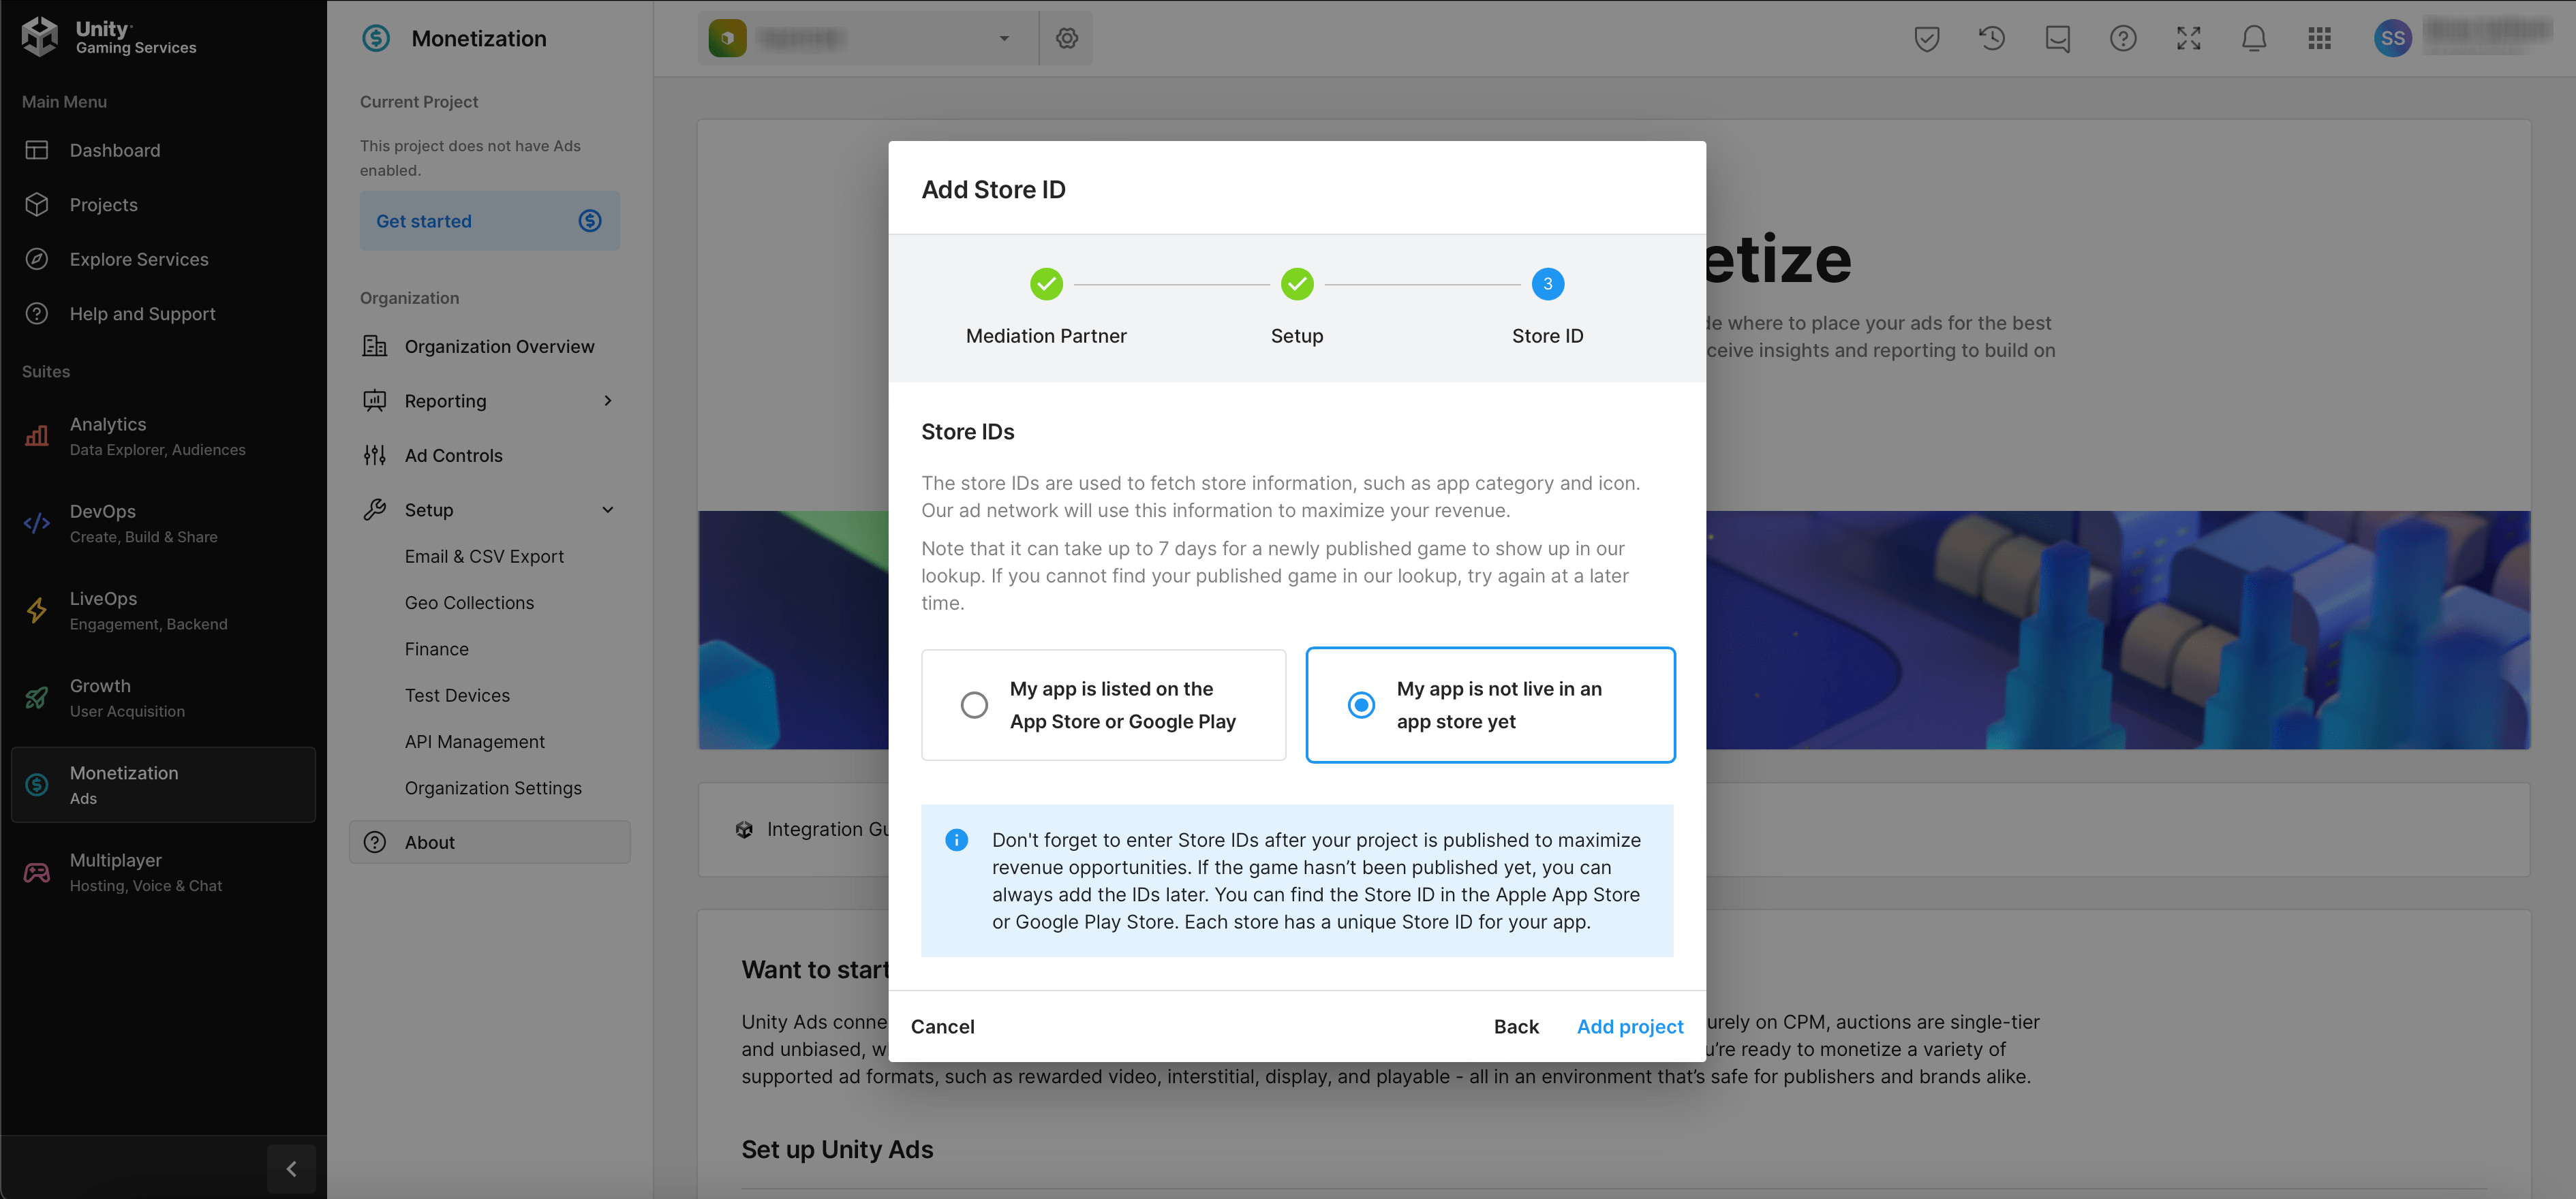 Unity
Gaming Services
Main Menu
Dashboard
Projects
Explore Services
Help and Support
Suites
Analytics
Data Explorer, Audiences
DevOps
Create, Build & Share
LiveOps
Engagement, Backend
Growth
User Acquisition
Monetization
Ads
Multiplayer
Hosting, Voice & Chat
Monetization
Current Project
This project does not have Ads
enabled.
Get started
Organization
Organization Overview
Reporting
Ad Controls
Setup
Email & CSV Export
Geo Collections
Finance
Test Devices
API Management
Organization Settings
About
SS
etize
de where to place your ads for the best
ceive insights and reporting to build on
Add Store ID
3
Mediation Partner
Setup
Store ID
Store IDs
The store IDs are used to fetch store information, such as app category and icon.
Our ad network will use this information to maximize your revenue.
Note that it can take up to 7 days for a newly published game to show up in our
lookup. If you cannot find your published game in our lookup, try again at a later
time.
My app is listed on the
App Store or Google Play
My app is not live in an
app store yet
Don't forget to enter Store IDs after your project is published to maximize
revenue opportunities. If the game hasn’t been published yet, you can
always add the IDs later. You can find the Store ID in the Apple App Store
or Google Play Store. Each store has a unique Store ID for your app.
Cancel
Back
Add project
Integration Gu
Want to start
Unity Ads conne urely on CPM, auctions are single-tier
and unbiased, w u’re ready to monetize a variety of
supported ad formats, such as rewarded video, interstitial, display, and playable - all in an environment that’s safe for publishers and brands alike.
Set up Unity Ads